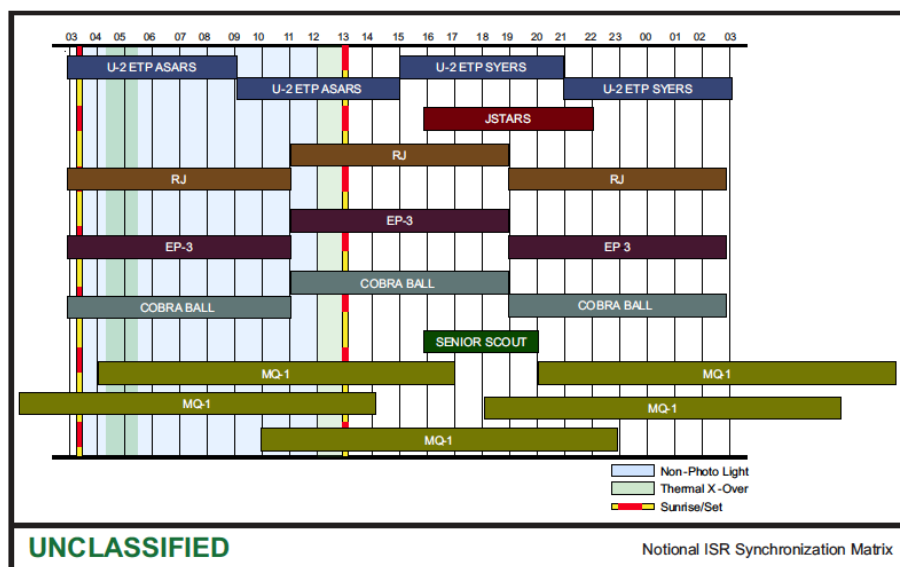 03 04 05 06 07 08 09 10 11 12 13 14 15 16 17 18 19 20 21 22 23 00 01 02 03
U-2 ETP ASARS
U-2 ETP SYERS
U-2 ETP ASARS
U-2 ETP SYERS
JSTARS
RJ
RJ
RJ
EP-3
EP-3
EP 3
COBRA BALL
COBRA BALL
COBRA BALL
SENIOR SCOUT
MQ-1
MQ-1
MQ-1
MQ-1
MQ-1
Non-Photo Light
Thermal X-Over
Sunrise/Set
UNCLASSIFIED
Notional ISR Synchronization Matrix